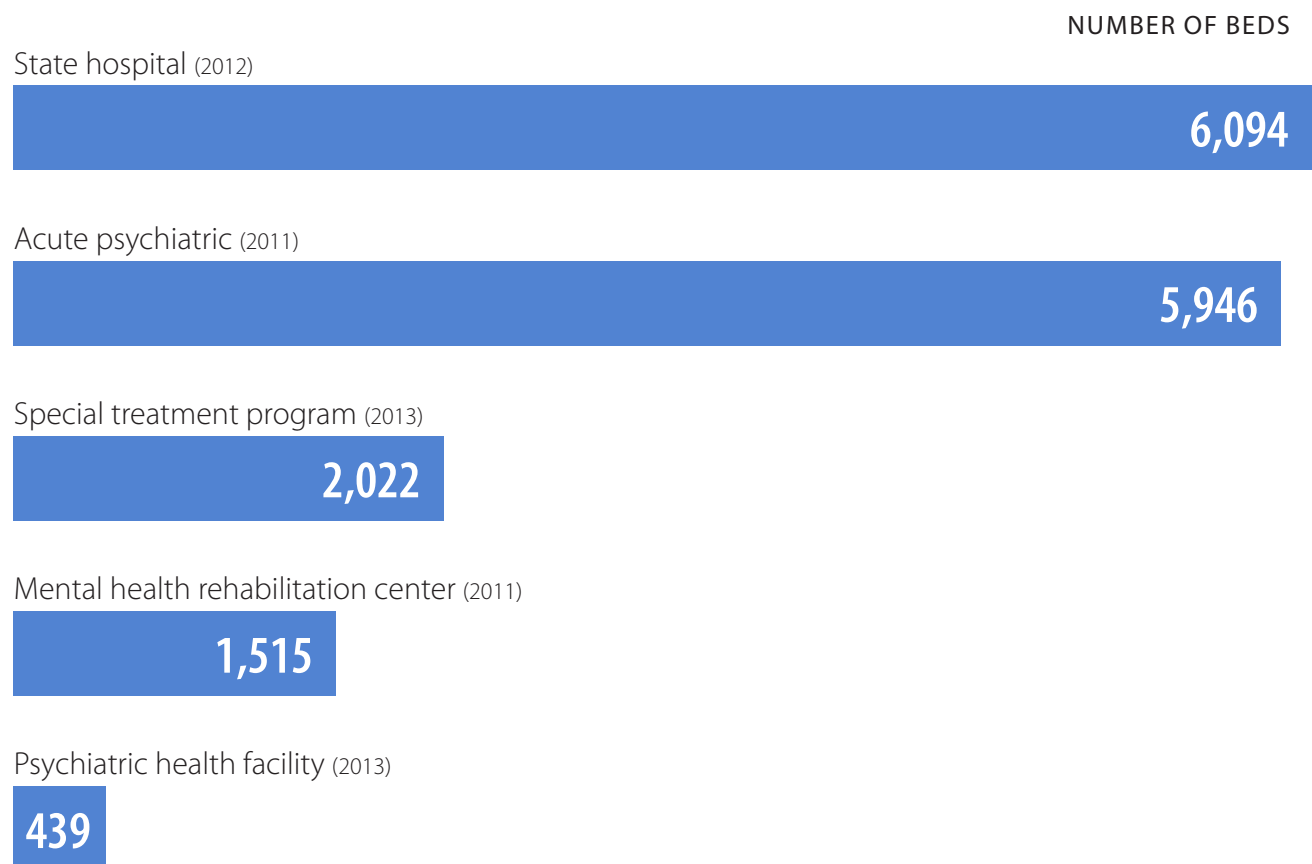 NUMBER OF BEDS
State hospital (2012)
6,094
Acute psychiatric (2011)
5,946
Special treatment program (2013)
2,022
Mental health rehabilitation center (2011)
1,515
Psychiatric health facility (2013)
439